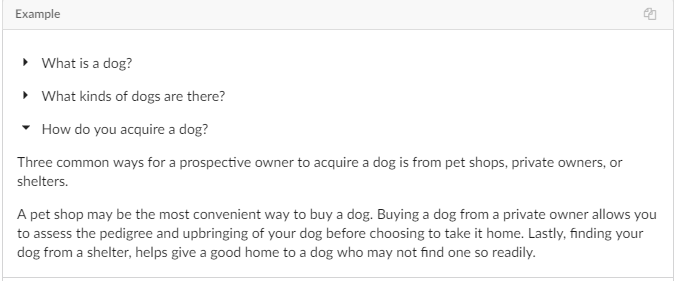 Example
What is a dog?
What kinds of dogs are there?
How do you acquire a dog?
Three common ways for a prospective owner to acquire a dog is from pet shops, private owners, or
shelters.
A pet shop may be the most convenient way to buy a dog. Buying a dog from a private owner allows you
to assess the pedigree and upbringing of your dog before choosing to take it home. Lastly, finding your
dog from a shelter, helps give a good home to a dog who may not find one so readily.